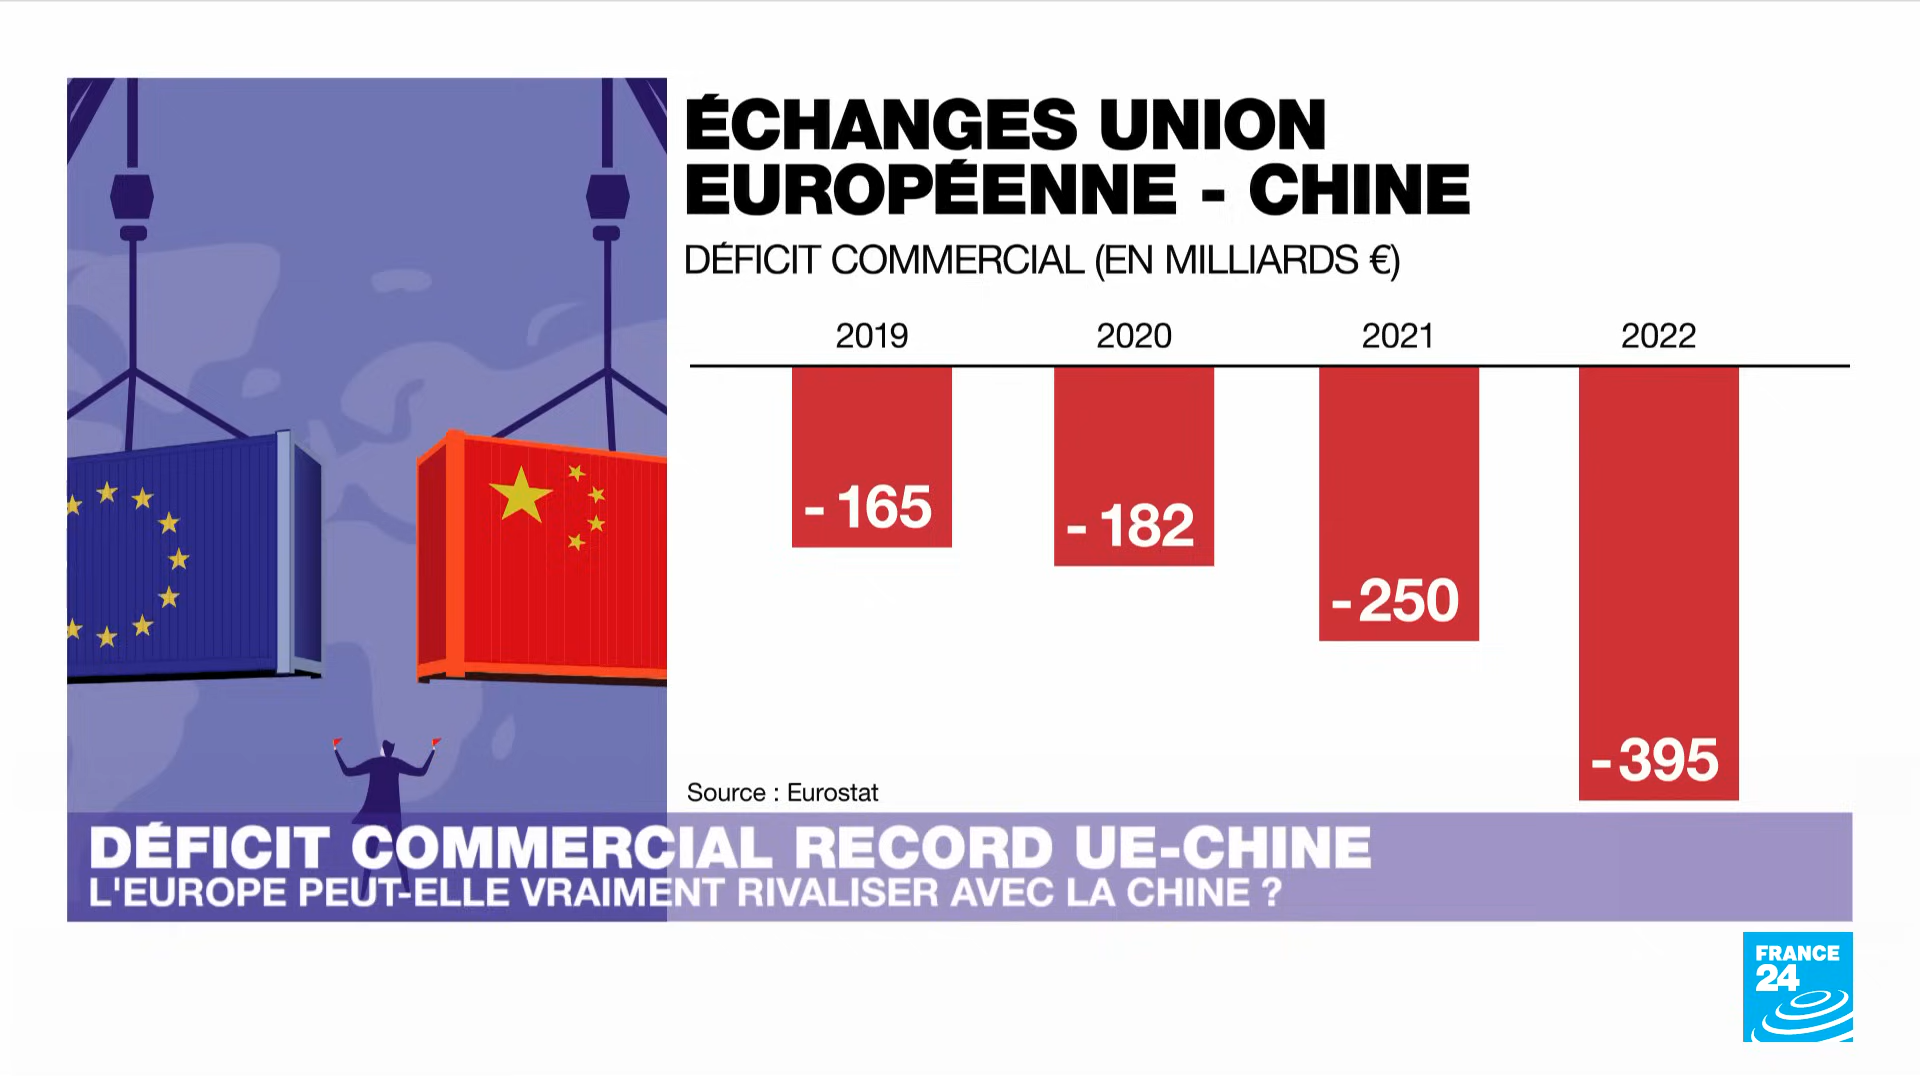 ÉCHANGES UNION
EUROPÉENNE - CHINE
DÉFICIT COMMERCIAL (EN MILLIARDS €)
2019 2020 2021 2022
- 165
- 182
- 250
- 395
Source : Eurostat
DÉFICIT COMMERCIAL RECORD UE-CHINE
L'EUROPE PEUT-ELLE VRAIMENT RIVALISER AVEC LA CHINE ?
FRANCE
24